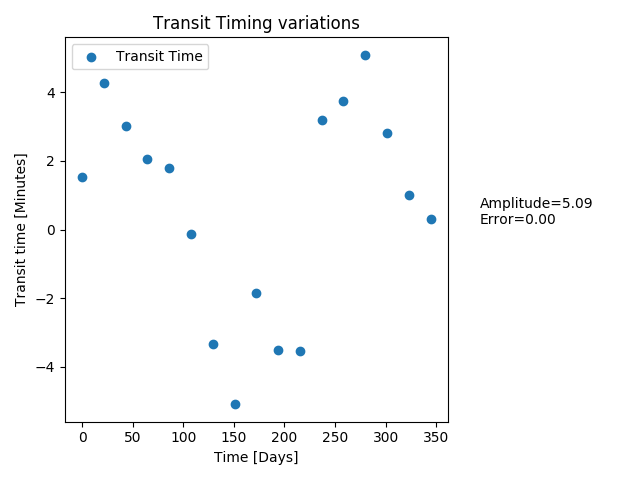 Transit Timing variations
Transit Time
4
2
0
−2
−4
Transit time [Minutes]
0 50 100 150 200 250 300 350
Time [Days]
Amplitude=5.09
Error=0.00